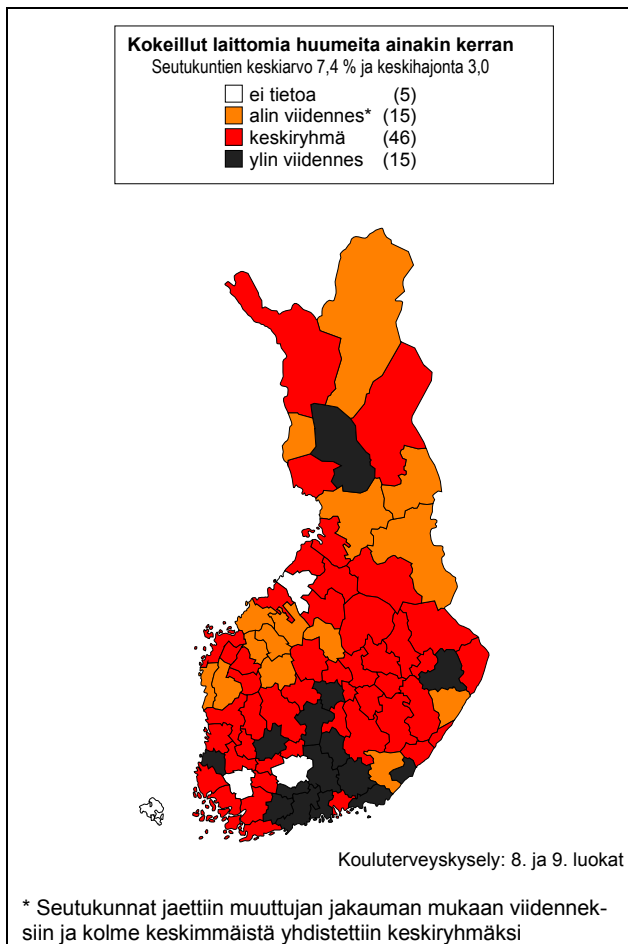 Kokeillut laittomia huumeita ainakin kerran
Seutukuntien keskiarvo 7,4 % ja keskihajonta 3,0
ei tietoa (5)
alin viidennes* (15)
keskiryhmä (46)
ylin viidennes (15)
Kouluterveyskysely: 8. ja 9. luokat
* Seutukunnat jaettiin muuttujan jakauman mukaan viidennek-
siin ja kolme keskimmäistä yhdistettiin keskiryhmäksi